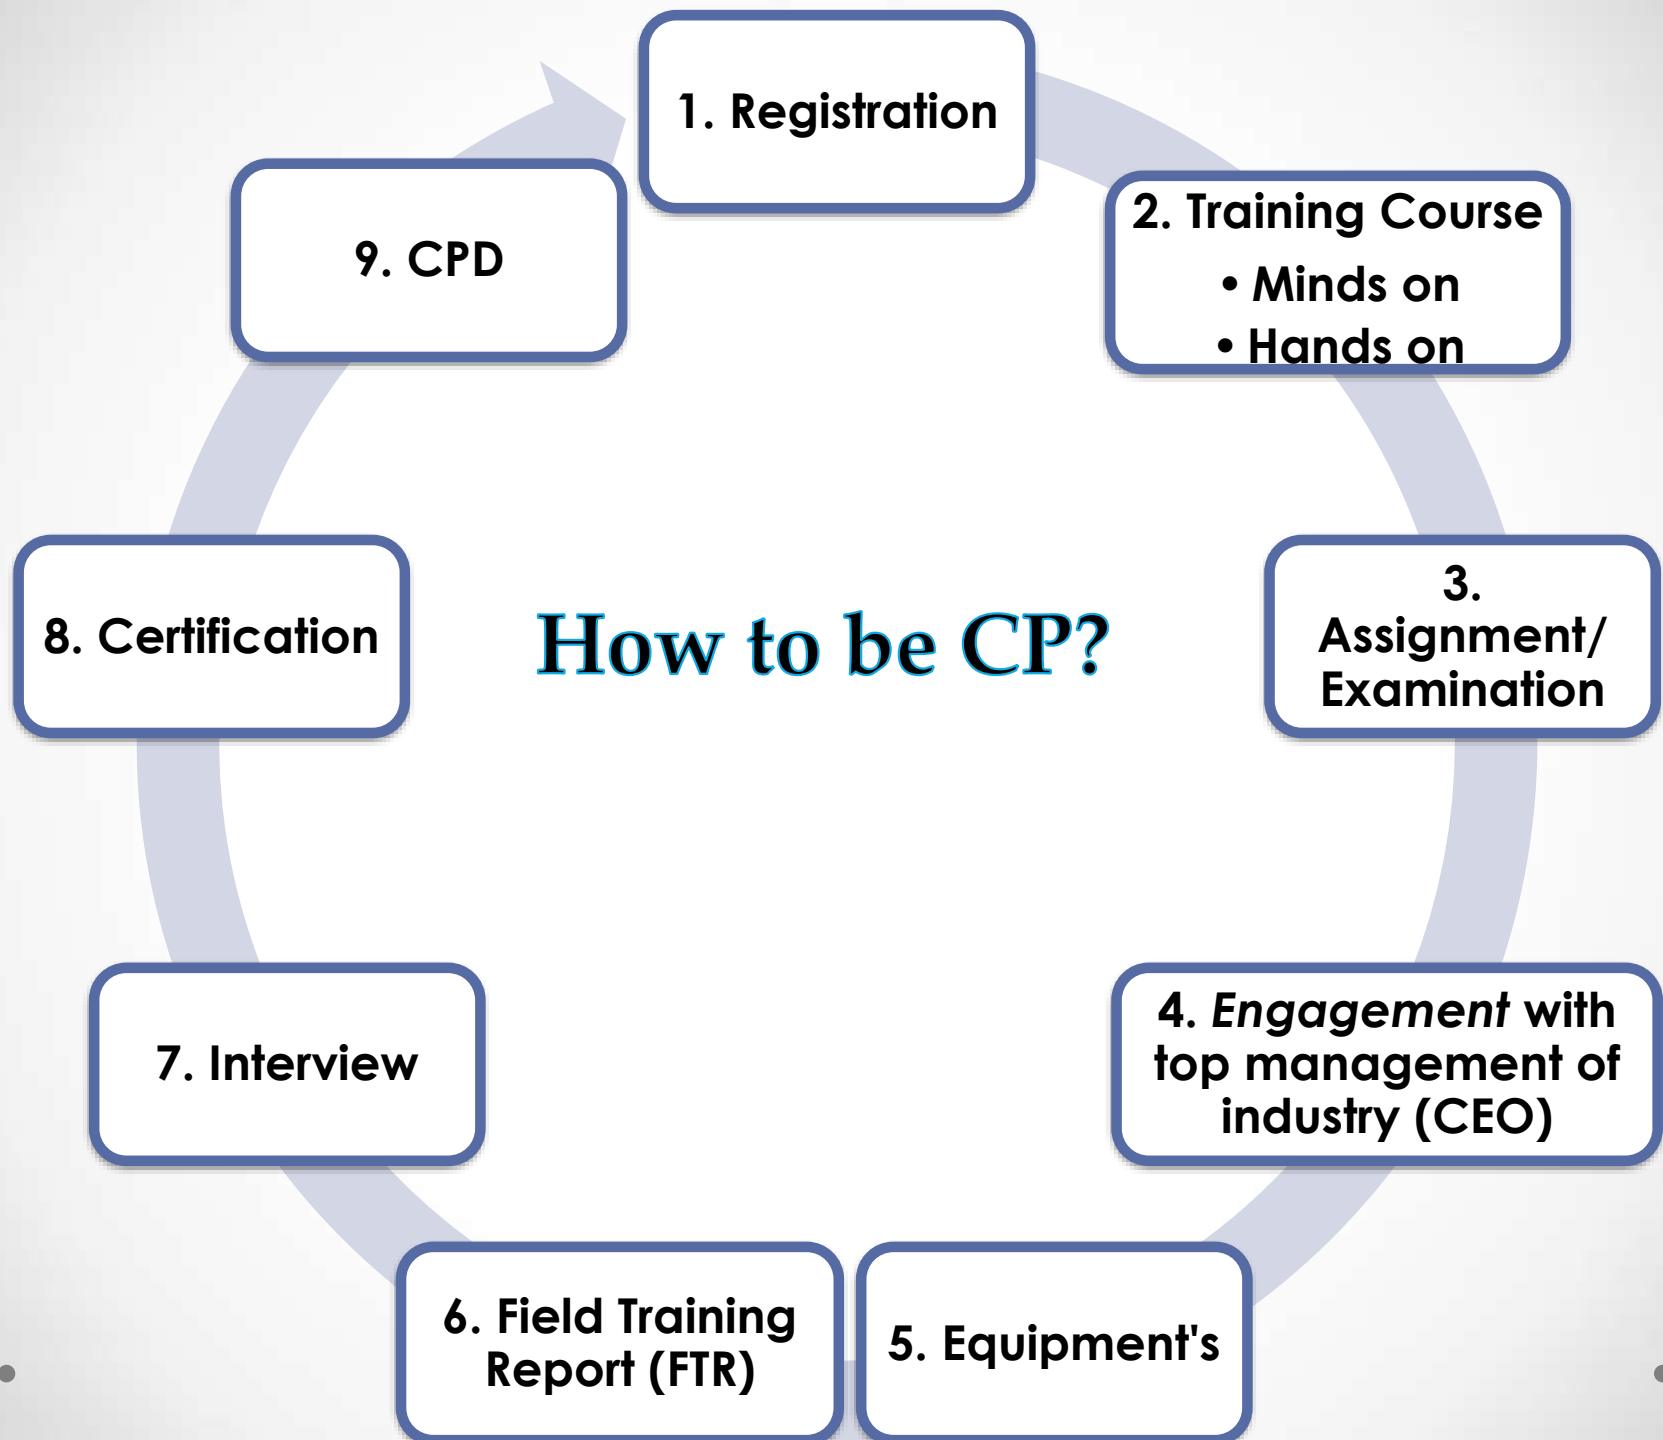 1. Registration
2. Training Course
• Minds on
• Hands on
3.
Assignment/
Examination
4. Engagement with
top management of
industry (CEO)
5. Equipment's
6. Field Training
Report (FTR)
7. Interview
8. Certification
9. CPD
How to be CP?